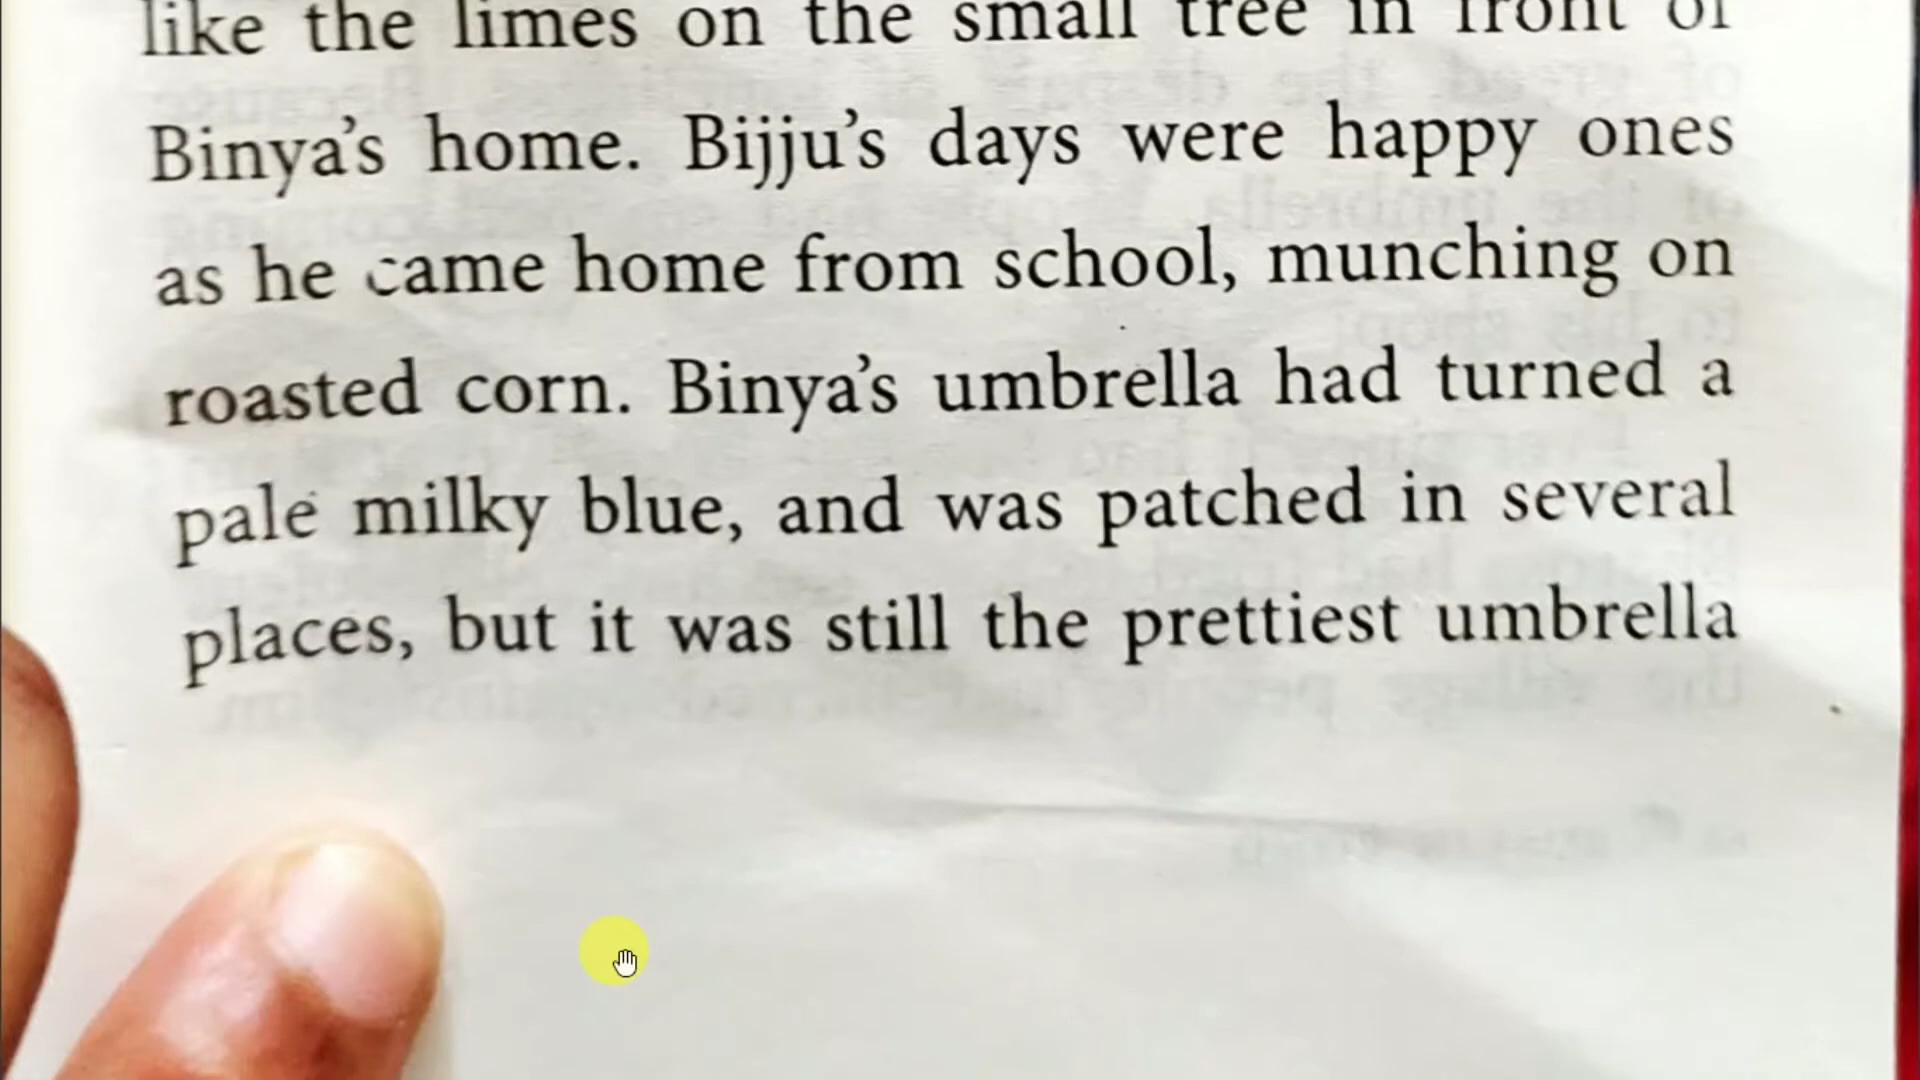 like the limes on the small tree in front of
Binya’s home. Bijju’s days were happy ones
as he came home from school, munching on
roasted corn. Binya’s umbrella had turned a
pale milky blue, and was patched in several
places, but it was still the prettiest umbrella